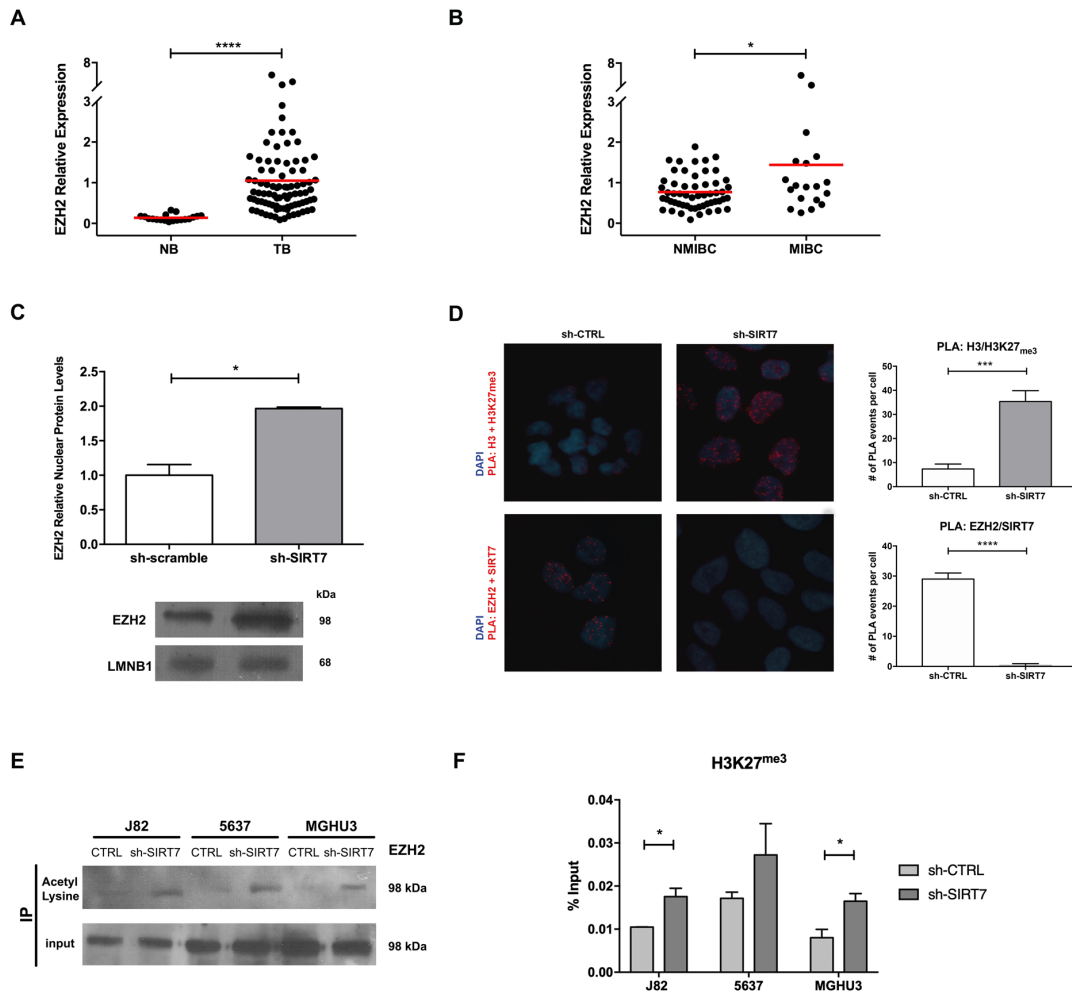 A
****
EZH2 Relative Expression
8
3
2
1
0
NB
TB
B
*
EZH2 Relative Expression
8
3
2
1
0
NMIBC
MIBC
C
*
EZH2 Relative Nuclear Protein Levels
2.5
2.0
1.5
1.0
0.5
0.0
sh-scramble
sh-SIRT7
kDa
EZH2
98
LMNB1
68
D
sh-CTRL
sh-SIRT7
DAPI
PLA: H3 + H3K27me3
DAPI
PLA: EZH2 + SIRT7
PLA: H3/H3K27me3
***
# of PLA events per cell
50
40
30
20
10
0
sh-CTRL
sh-SIRT7
PLA: EZH2/SIRT7
****
# of PLA events per cell
40
30
20
10
0
sh-CTRL
sh-SIRT7
E
J82
5637
MGHU3
CTRL sh-SIRT7 CTRL sh-SIRT7 CTRL sh-SIRT7
EZH2
IP
Acetyl
Lysine
98 kDa
input
98 kDa
F
H3K27me3
% Input
0.04
0.03
0.02
0.01
0.00
*
*
J82
5637
MGHU3
sh-CTRL
sh-SIRT7